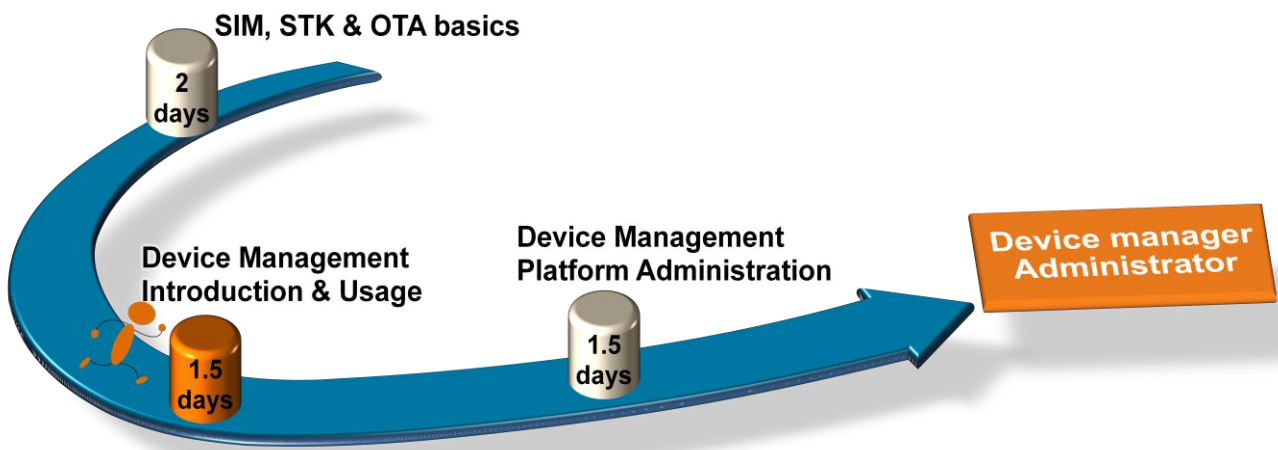 SIM, STK & OTA basics
2
days
Device Management
Introduction & Usage
1.5
days
Device Management
Platform Administration
1.5
days
Device manager
Administrator